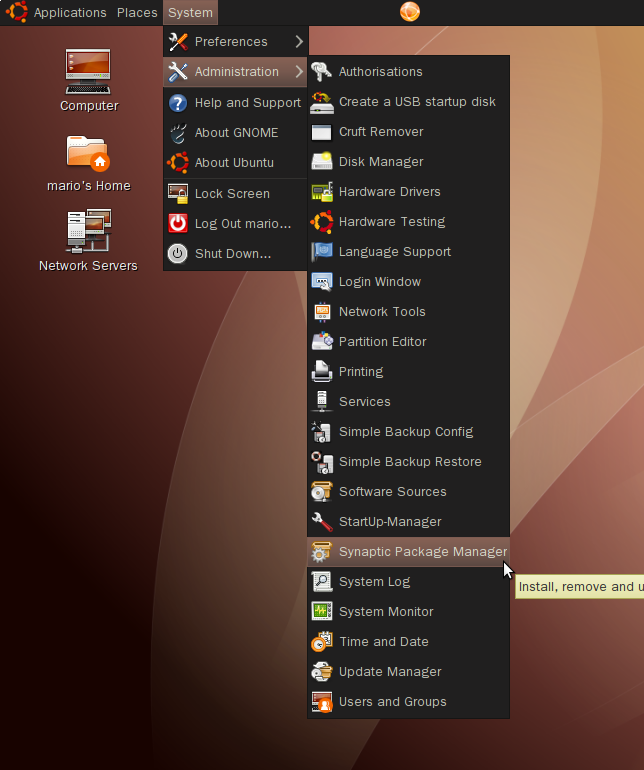 Applications Places System
Preferences
Administration
Help and Support
About GNOME
About Ubuntu
Lock Screen
Log Out mario...
Shut Down...
Computer
mario's Home
Network Servers
Authorisations
Create a USB startup disk
Cruft Remover
Disk Manager
Hardware Drivers
Hardware Testing
Language Support
Login Window
Network Tools
Partition Editor
Printing
Services
Simple Backup Config
Simple Backup Restore
Software Sources
StartUp-Manager
Synaptic Package Manager
Install, remove and u
System Log
System Monitor
Time and Date
Update Manager
Users and Groups